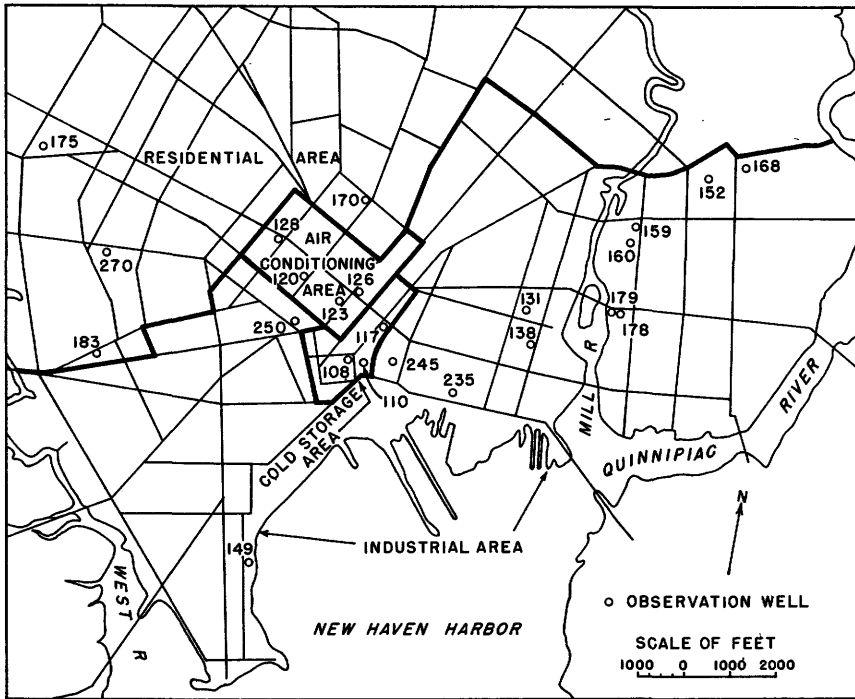 175
RESIDENTIAL AREA
170
152
168
128
AIR
CONDITIONING
AREA
159
160
270
120
126
123
131
179
178
250
117
138
183
108
245
235
110
COLD STORAGE
AREA
MILL R
QUINNIPIAC
RIVER
N
INDUSTRIAL AREA
149
WEST
R
NEW HAVEN HARBOR
OBSERVATION WELL
SCALE OF FEET
1000 0 1000 2000